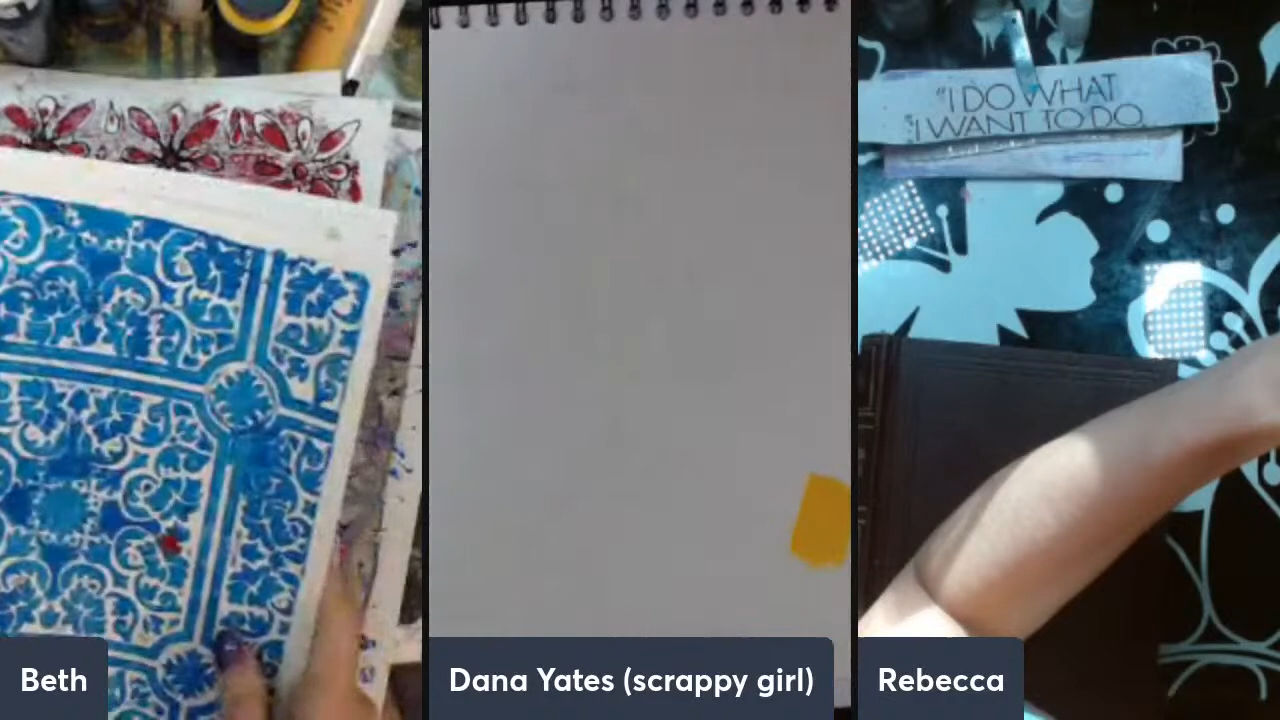 "I DO WHAT
"I WANT TO DO
Beth
Dana Yates (scrappy girl)
Rebecca